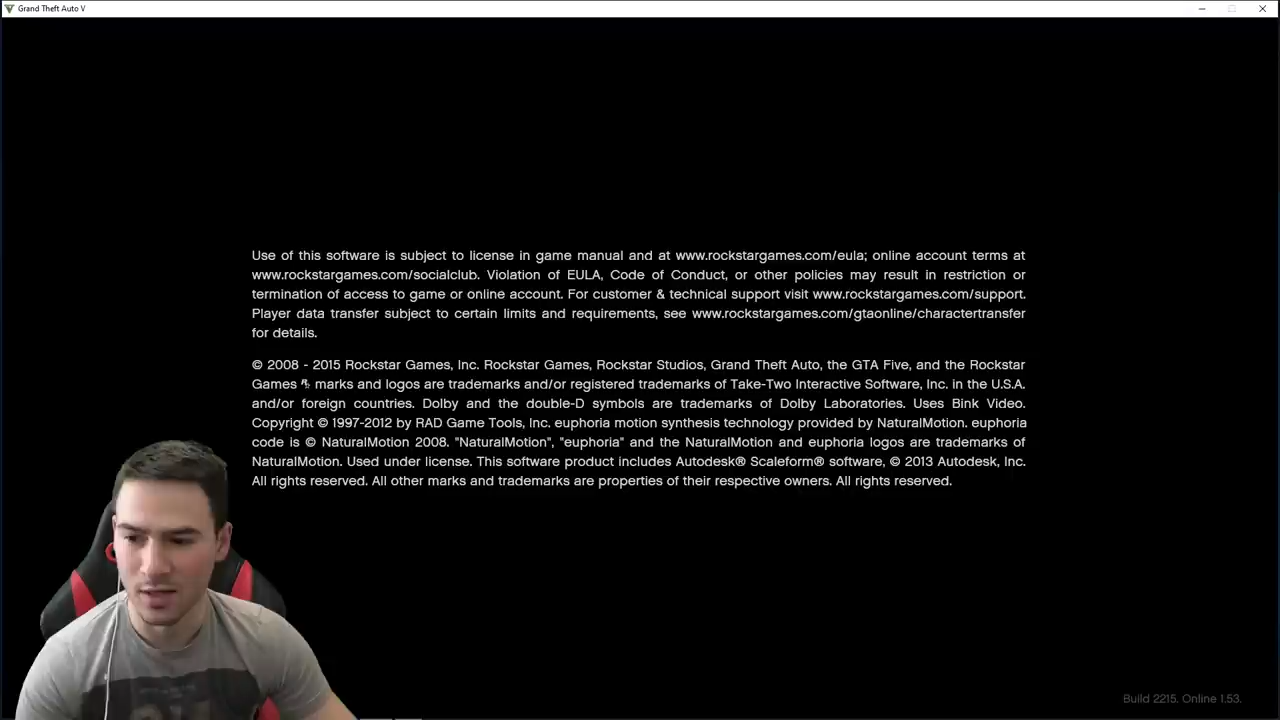 Grand Theft Auto V
Use of this software is subject to license in game manual and at www.rockstargames.com/eula; online account terms at
www.rockstargames.com/socialclub. Violation of EULA, Code of Conduct, or other policies may result in restriction or
termination of access to game or online account. For customer & technical support visit www.rockstargames.com/support.
Player data transfer subject to certain limits and requirements, see www.rockstargames.com/gtaonline/charactertransfer
for details.
© 2008 - 2015 Rockstar Games, Inc. Rockstar Games, Rockstar Studios, Grand Theft Auto, the GTA Five, and the Rockstar
Games R* marks and logos are trademarks and/or registered trademarks of Take-Two Interactive Software, Inc. in the U.S.A.
and/or foreign countries. Dolby and the double-D symbols are trademarks of Dolby Laboratories. Uses Bink Video.
Copyright © 1997-2012 by RAD Game Tools, Inc. euphoria motion synthesis technology provided by NaturalMotion. euphoria
code is © NaturalMotion 2008. "NaturalMotion", "euphoria" and the NaturalMotion and euphoria logos are trademarks of
NaturalMotion. Used under license. This software product includes Autodesk® Scaleform® software, © 2013 Autodesk, Inc.
All rights reserved. All other marks and trademarks are properties of their respective owners. All rights reserved.
Build 2215. Online 1.53.